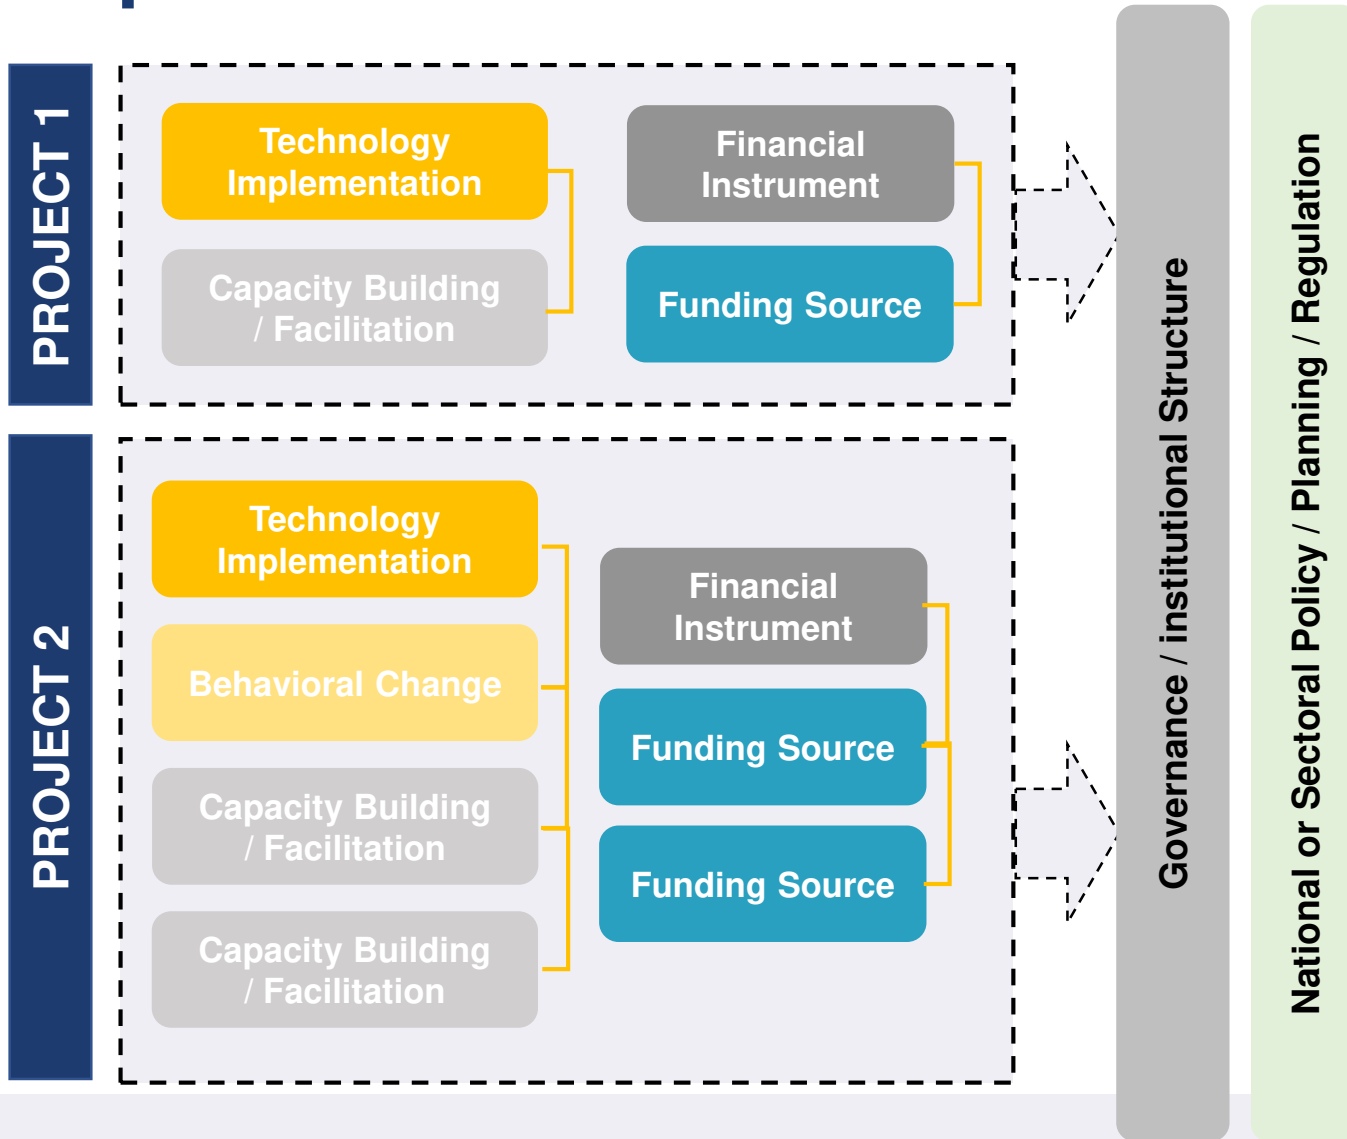 PROJECT 1
Technology
Implementation
Capacity Building
/ Facilitation
Financial
Instrument
Funding Source
PROJECT 2
Technology
Implementation
Behavioral Change
Capacity Building
/ Facilitation
Capacity Building
/ Facilitation
Financial
Instrument
Funding Source
Funding Source
Governance / institutional Structure
National or Sectoral Policy / Planning / Regulation